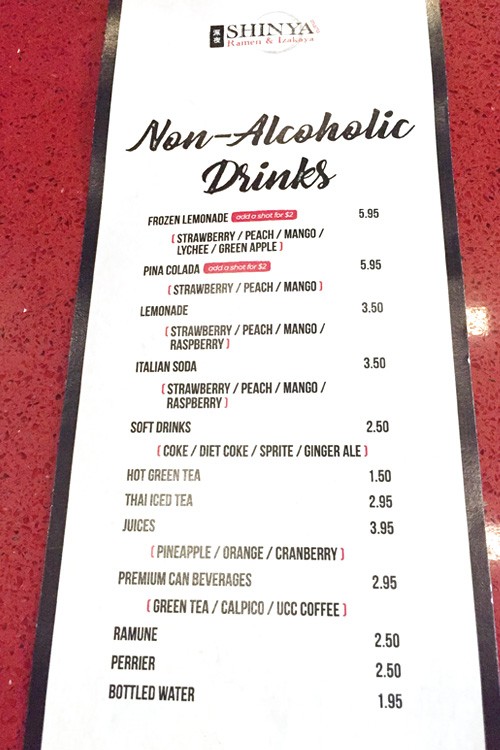 深夜 SHINYA
Ramen & Izakaya
Non-Alcoholic
Drinks
FROZEN LEMONADE add a shot for $2 5.95
( STRAWBERRY / PEACH / MANGO /
LYCHEE / GREEN APPLE )
PINA COLADA add a shot for $2 5.95
( STRAWBERRY / PEACH / MANGO )
LEMONADE 3.50
( STRAWBERRY / PEACH / MANGO /
RASPBERRY )
ITALIAN SODA 3.50
( STRAWBERRY / PEACH / MANGO /
RASPBERRY )
SOFT DRINKS 2.50
( COKE / DIET COKE / SPRITE / GINGER ALE )
HOT GREEN TEA 1.50
THAI ICED TEA 2.95
JUICES 3.95
( PINEAPPLE / ORANGE / CRANBERRY )
PREMIUM CAN BEVERAGES 2.95
( GREEN TEA / CALPICO / UCC COFFEE )
RAMUNE 2.50
PERRIER 2.50
BOTTLED WATER 1.95